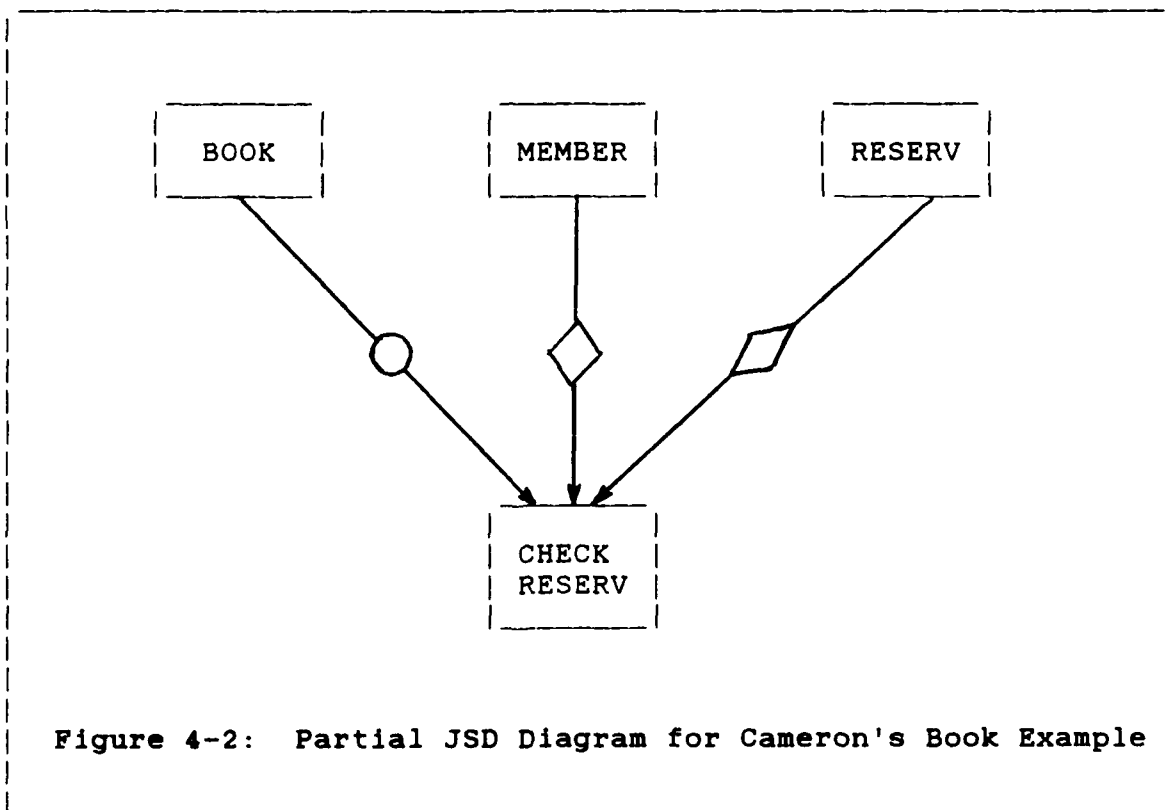 BOOK
MEMBER
RESERV
CHECK
RESERV
Figure 4-2: Partial JSD Diagram for Cameron's Book Example